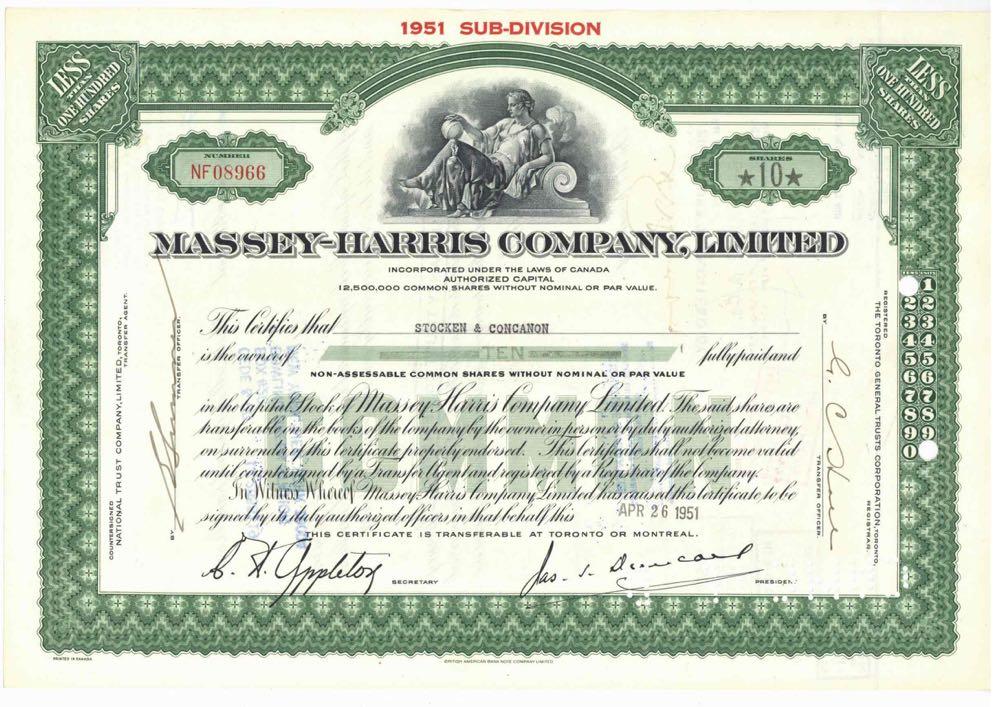 1951 SUB-DIVISION
LESS
THAN
ONE HUNDRED
SHARES
LESS
THAN
ONE HUNDRED
SHARES
NUMBER
NF08966
SHARES
★10★
MASSEY-HARRIS COMPANY, LIMITED
INCORPORATED UNDER THE LAWS OF CANADA
AUTHORIZED CAPITAL
12,500,000 COMMON SHARES WITHOUT NOMINAL OR PAR VALUE.
This Certifies that STOCKEN & CONCANON
is the owner of TEN fully paid and
NON-ASSESSABLE COMMON SHARES WITHOUT NOMINAL OR PAR VALUE
in the Capital Stock of Massey-Harris Company, Limited. The said shares are
transferable in the books of the company by the owner in person or by duly authorized attorney,
on surrender of this certificate properly endorsed. This Certificate shall not become valid
until countersigned by a Transfer Agent and registered by a Registrar of the company.
In Witness Whereof Massey-Harris Company, Limited has caused this certificate to be
signed by its duly authorized officers in that behalf this APR 26 1951
THIS CERTIFICATE IS TRANSFERABLE AT TORONTO OR MONTREAL.
SECRETARY
PRESIDENT
COUNTERSIGNED
NATIONAL TRUST COMPANY, LIMITED, TORONTO,
TRANSFER AGENT.
BY
TRANSFER OFFICER.
REGISTERED
THE TORONTO GENERAL TRUSTS CORPORATION, TORONTO,
REGISTRAR.
BY
TRANSFER OFFICER.
TENS UNITS
1
2 2
3 3
4 4
5 5
6 6
7 7
8 8
9 9
0
PRINTED IN CANADA
BRITISH AMERICAN BANK NOTE COMPANY LIMITED